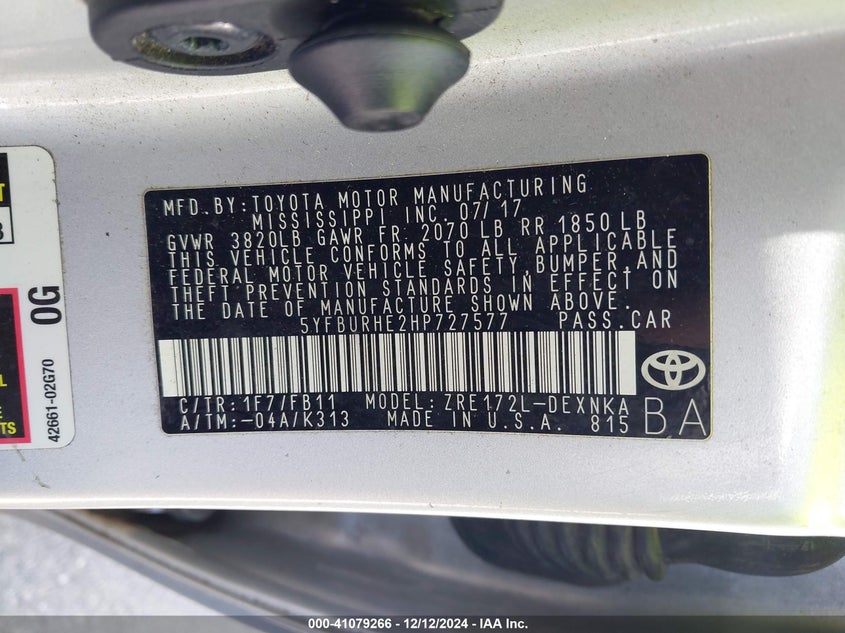 MFD. BY: TOYOTA MOTOR MANUFACTURING
MISSISSIPPI INC. 07/17
GVWR 3820LB GAWR FR: 2070 LB RR 1850 LB
THIS VEHICLE CONFORMS TO ALL APPLICABLE
FEDERAL MOTOR VEHICLE SAFETY, BUMPER, AND
THEFT PREVENTION STANDARDS IN EFFECT ON
THE DATE OF MANUFACTURE SHOWN ABOVE.
5YFBURHE2HP727577 PASS. CAR
C/TR: 1F7/FB11 MODEL: ZRE172L-DEXNKA
A/TM: -04A/K313 MADE IN U.S.A. 815
BA
T
3
0G
42661-02G70
L
E
TS
000-41079266 - 12/12/2024 - IAA Inc.